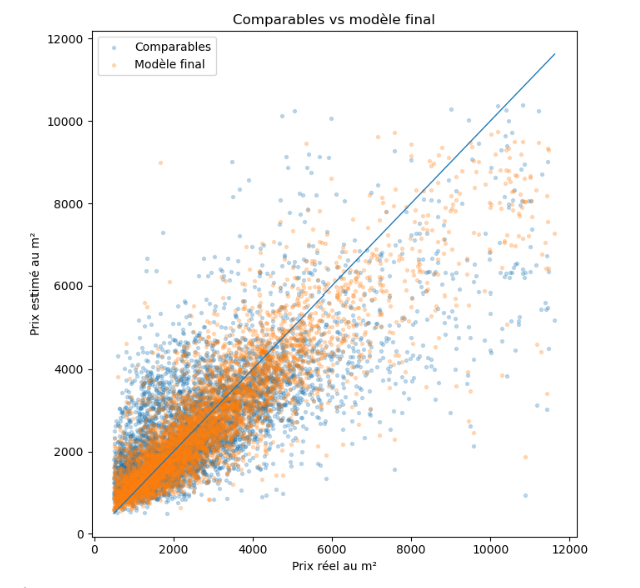 Comparables vs modèle final
Comparables
Modèle final
Prix estimé au m²
12000
10000
8000
6000
4000
2000
0
0 2000 4000 6000 8000 10000 12000
Prix réel au m²